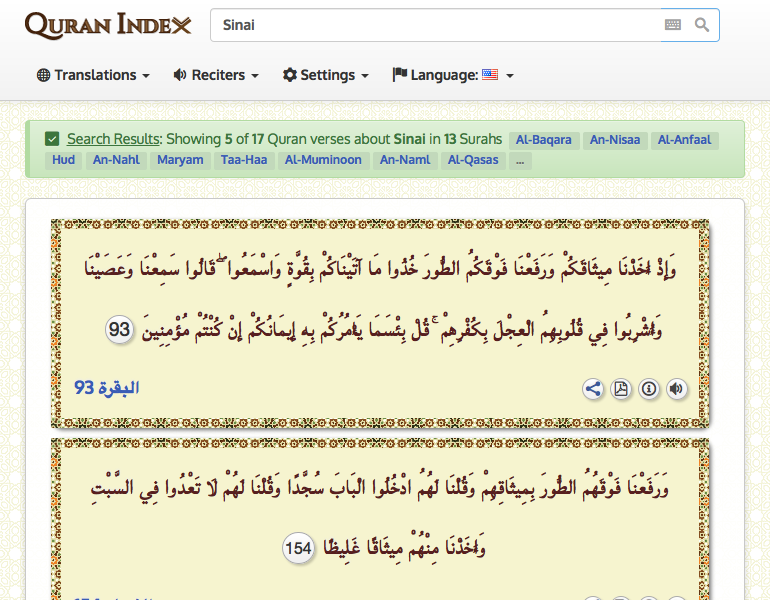 QURAN INDEX
Sinai
Translations
Reciters
Settings
Language:
Search Results: Showing 5 of 17 Quran verses about Sinai in 13 Surahs Al-Baqara An-Nisaa Al-Anfaal
Hud An-Nahl Maryam Taa-Haa Al-Muminoon An-Naml Al-Qasas ...
وَإِذْ أَخَذْنَا مِيثَاقَكُمْ وَرَفَعْنَا فَوْقَكُمُ الطُّورَ خُذُوا مَا آتَيْنَاكُمْ بِقُوَّةٍ وَاسْمَعُوا ۖ قَالُوا سَمِعْنَا وَعَصَيْنَا
وَأُشْرِبُوا فِي قُلُوبِهِمُ الْعِجْلَ بِكُفْرِهِمْ ۚ قُلْ بِئْسَمَا يَأْمُرُكُمْ بِهِ إِيمَانُكُمْ إِنْ كُنْتُمْ مُؤْمِنِينَ 93
البقرة 93
وَرَفَعْنَا فَوْقَهُمُ الطُّورَ بِمِيثَاقِهِمْ وَقُلْنَا لَهُمُ ادْخُلُوا الْبَابَ سُجَّدًا وَقُلْنَا لَهُمْ لَا تَعْدُوا فِي السَّبْتِ
وَأَخَذْنَا مِنْهُمْ مِيثَاقًا غَلِيظًا 154